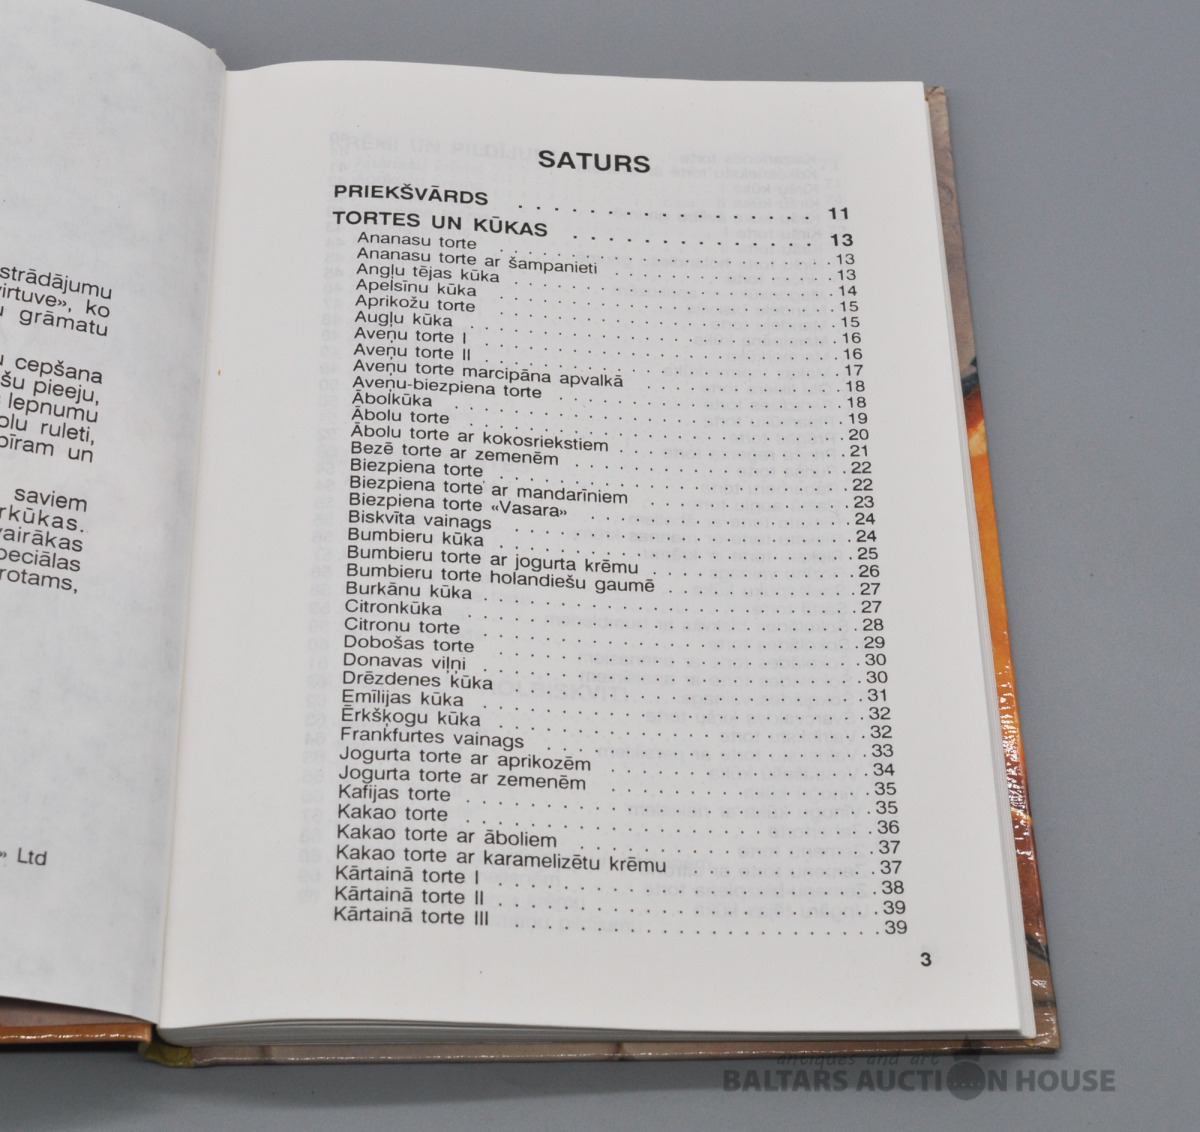 strādājumu
virtuve», ko
grāmatu
cepšana
šu pieeju,
lepnumu
olu ruleti,
bīram un
saviem
rkūkas.
vairākas
peciālas
rotams,
» Ltd
SATURS
PRIEKŠVĀRDS . . . . . . . . . . . . . 11
TORTES UN KŪKAS . . . . . . . . . . . 13
Ananasu torte . . . . . . . . . . . . 13
Ananasu torte ar šampanieti . . . . . . . . 13
Angļu tējas kūka . . . . . . . . . . . . 14
Apelsīnu kūka . . . . . . . . . . . . 15
Aprikožu torte . . . . . . . . . . . . 15
Augļu kūka . . . . . . . . . . . . 16
Aveņu torte I . . . . . . . . . . . . 16
Aveņu torte II . . . . . . . . . . . . 17
Aveņu torte marcipāna apvalkā . . . . . . . . 18
Aveņu-biezpiena torte . . . . . . . . . . 18
Ābolkūka . . . . . . . . . . . . 19
Ābolu torte . . . . . . . . . . . . 20
Ābolu torte ar kokosriekstiem . . . . . . . . 21
Bezē torte ar zemenēm . . . . . . . . . . 22
Biezpiena torte . . . . . . . . . . . . 22
Biezpiena torte ar mandarīniem . . . . . . . . 23
Biezpiena torte «Vasara» . . . . . . . . . . 24
Biskvīta vainags . . . . . . . . . . . . 24
Bumbieru kūka . . . . . . . . . . . . 25
Bumbieru torte ar jogurta krēmu . . . . . . . . 26
Bumbieru torte holandiešu gaumē . . . . . . . . 27
Burkānu kūka . . . . . . . . . . . . 27
Citronkūka . . . . . . . . . . . . 28
Citronu torte . . . . . . . . . . . . 29
Dobošas torte . . . . . . . . . . . . 30
Donavas viļņi . . . . . . . . . . . . 30
Drēzdenes kūka . . . . . . . . . . . . 31
Emīlijas kūka . . . . . . . . . . . . 32
Ērkšķogu kūka . . . . . . . . . . . . 32
Frankfurtes vainags . . . . . . . . . . . . 33
Jogurta torte ar aprikozēm . . . . . . . . . . 34
Jogurta torte ar zemenēm . . . . . . . . . . 35
Kafijas torte . . . . . . . . . . . . 35
Kakao torte . . . . . . . . . . . . 36
Kakao torte ar āboliem . . . . . . . . . . 37
Kakao torte ar karamelizētu krēmu . . . . . . . . 37
Kārtainā torte I . . . . . . . . . . . . 38
Kārtainā torte II . . . . . . . . . . . . 39
Kārtainā torte III . . . . . . . . . . . . 39
3
antiques and art
BALTARS AUCTION HOUSE